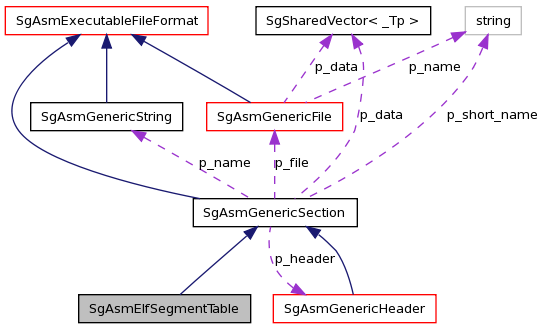 SgAsmExecutableFileFormat
SgSharedVector< _Tp >
string
p_data
p_name
SgAsmGenericString
SgAsmGenericFile
p_data
p_short_name
p_name
p_file
SgAsmGenericSection
p_header
SgAsmElfSegmentTable
SgAsmGenericHeader